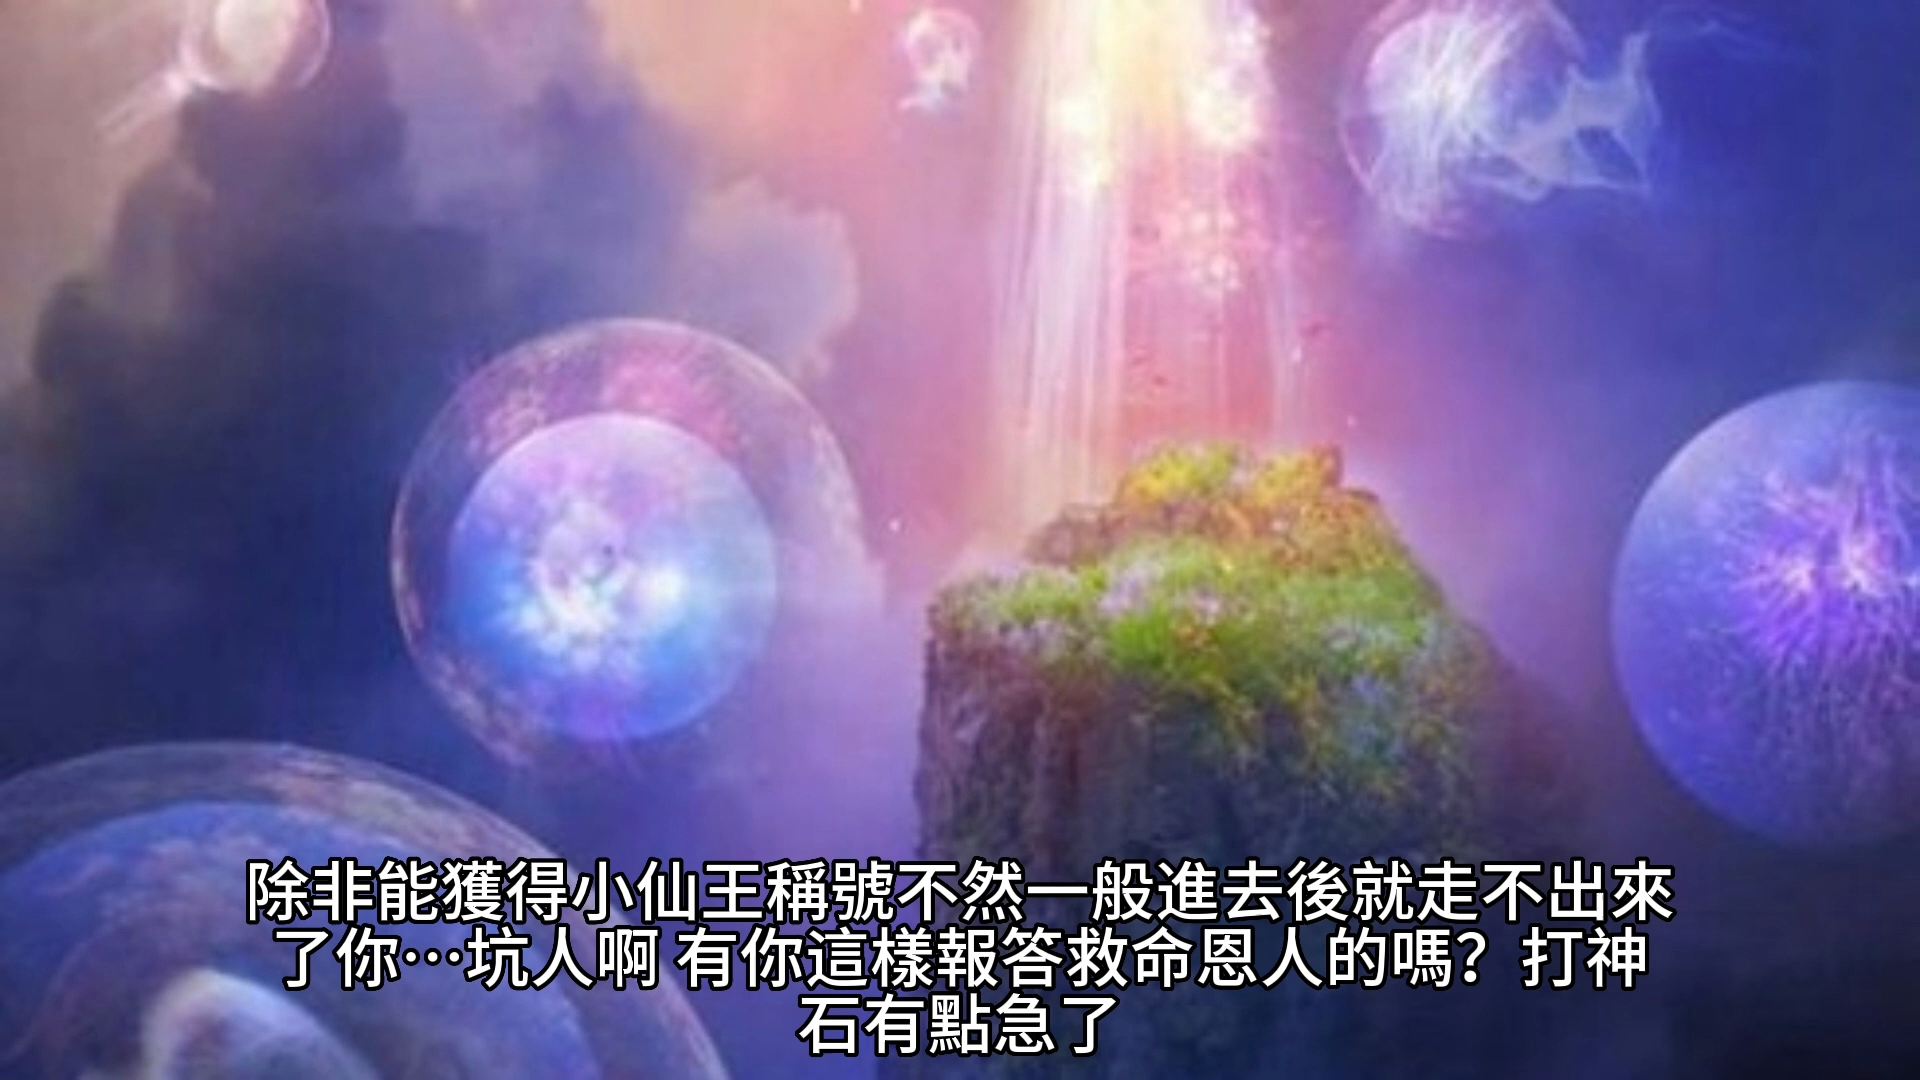 除非能獲得小仙王稱號不然一般進去後就走不出來
了你…坑人啊 有你這樣報答救命恩人的嗎？打神
石有點急了